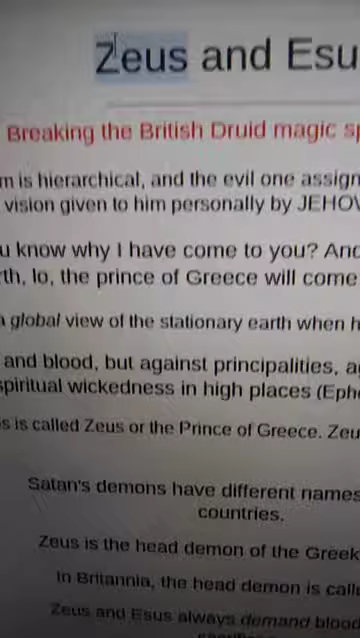 Zeus and Esu
Breaking the British Druid magic sp
m is hierarchical, and the evil one assign
vision given to him personally by JEHOV
u know why I have come to you? And
rth, lo, the prince of Greece will come
a global view of the stationary earth when h
and blood, but against principalities, ag
spiritual wickedness in high places (Ephe
s is called Zeus or the Prince of Greece. Zeu
Satan's demons have different names
countries.
Zeus is the head demon of the Greek
In Britannia, the head demon is calle
Zeus and Esus always demand blood